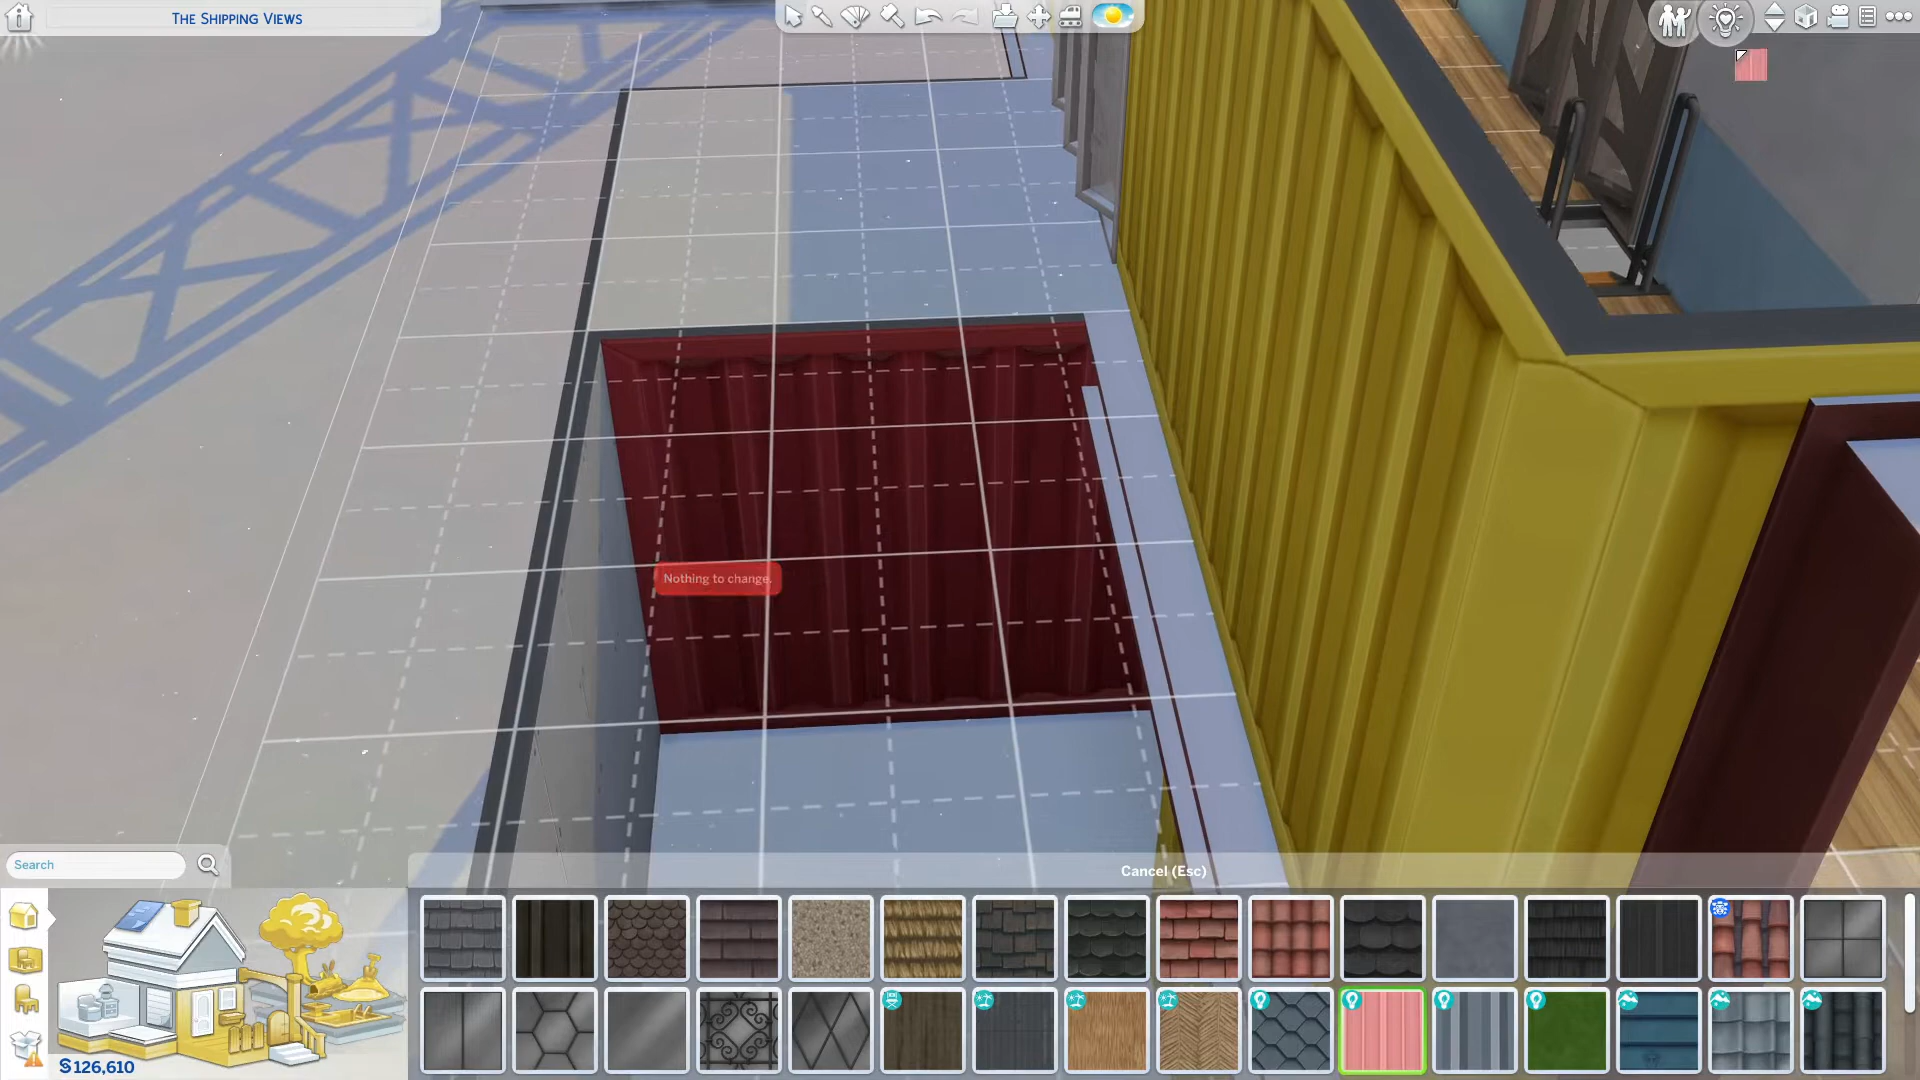 The Shipping Views
Nothing to change.
Search
Cancel (Esc)
§126,610